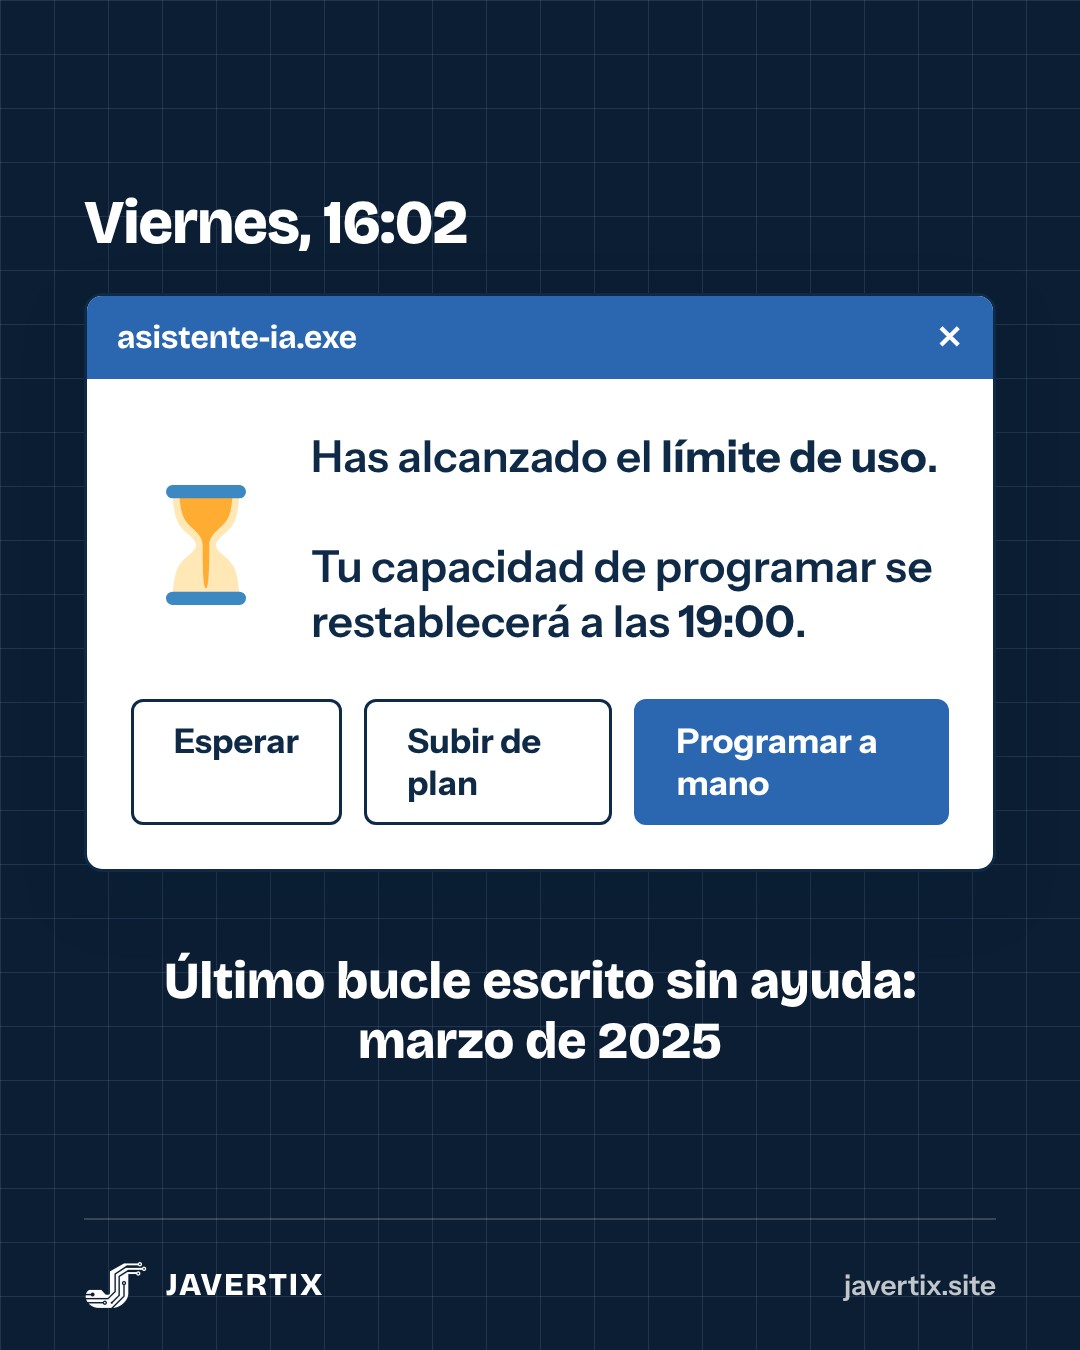 Viernes, 16:02
asistente-ia.exe
Has alcanzado el límite de uso.
Tu capacidad de programar se
restablecerá a las 19:00.
Esperar
Subir de
plan
Programar a
mano
Último bucle escrito sin ayuda:
marzo de 2025
JAVERTIX
javertix.site